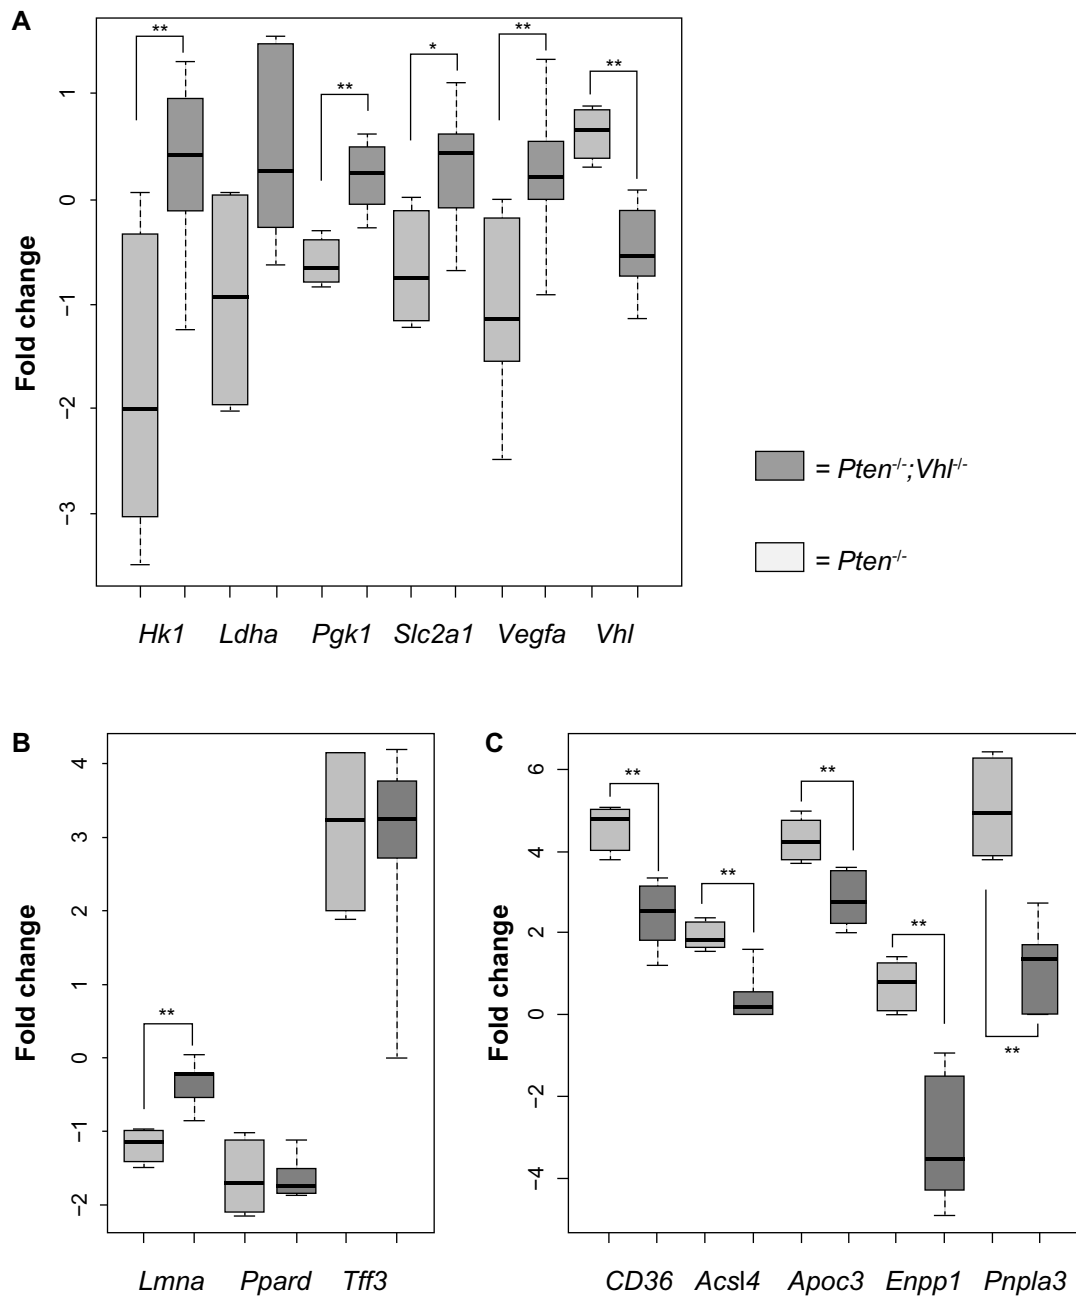 A
** ** * ** **
Fold change
1
0
−1
−2
−3
Hk1 Ldha Pgk1 Slc2a1 Vegfa Vhl
= Pten-/-;Vhl-/-
= Pten-/-
B
**
Fold change
4
3
2
1
0
−1
−2
Lmna Ppard Tff3
C
** ** ** ** **
Fold change
6
4
2
0
−2
−4
CD36 Acsl4 Apoc3 Enpp1 Pnpla3